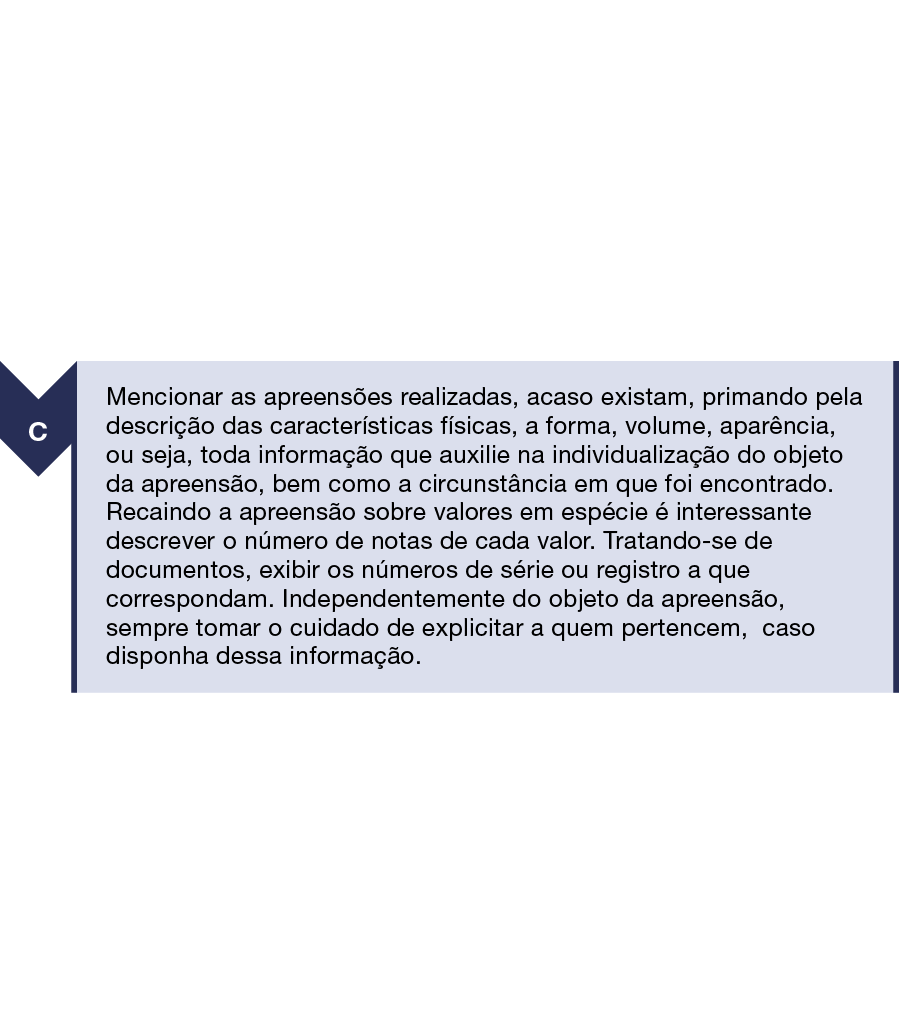 C
Mencionar as apreensões realizadas, acaso existam, primando pela
descrição das características físicas, a forma, volume, aparência,
ou seja, toda informação que auxilie na individualização do objeto
da apreensão, bem como a circunstância em que foi encontrado.
Recaindo a apreensão sobre valores em espécie é interessante
descrever o número de notas de cada valor. Tratando-se de
documentos, exibir os números de série ou registro a que
correspondam. Independentemente do objeto da apreensão,
sempre tomar o cuidado de explicitar a quem pertencem,  caso
disponha dessa informação.